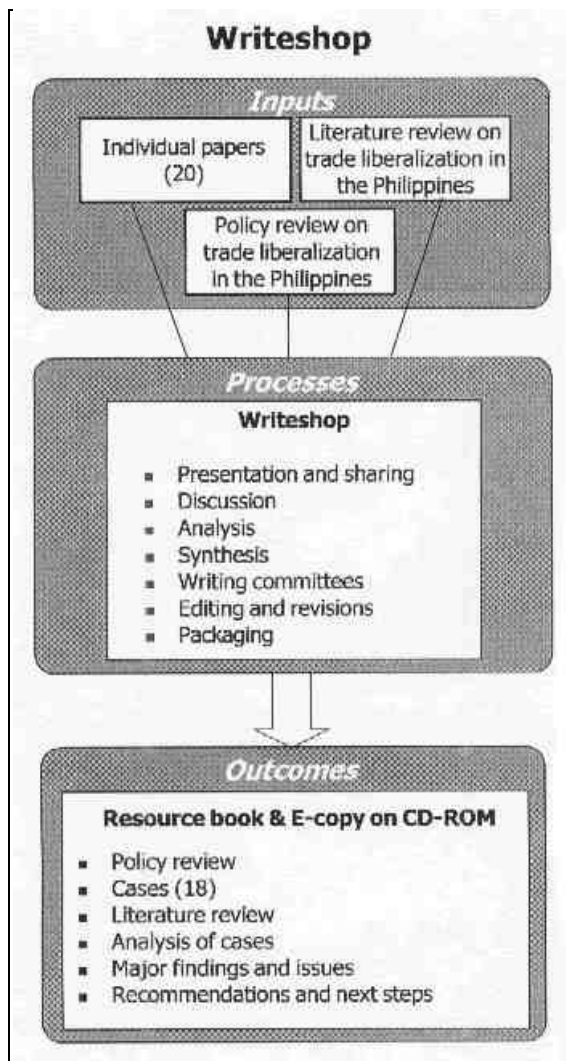 Writeshop
Inputs
Individual papers
(20)
Literature review on
trade liberalization in
the Philippines
Policy review on
trade liberalization
in the Philippines
Processes
Writeshop
Presentation and sharing
Discussion
Analysis
Synthesis
Writing committees
Editing and revisions
Packaging
Outcomes
Resource book & E-copy on CD-ROM
Policy review
Cases (18)
Literature review
Analysis of cases
Major findings and issues
Recommendations and next steps